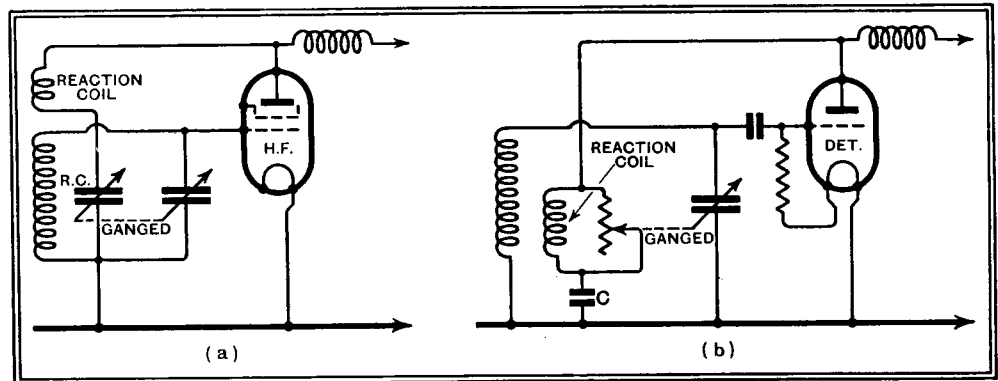 REACTION
COIL
H.F.
R.C.
GANGED
(a)
REACTION
COIL
DET.
GANGED
C
(b)